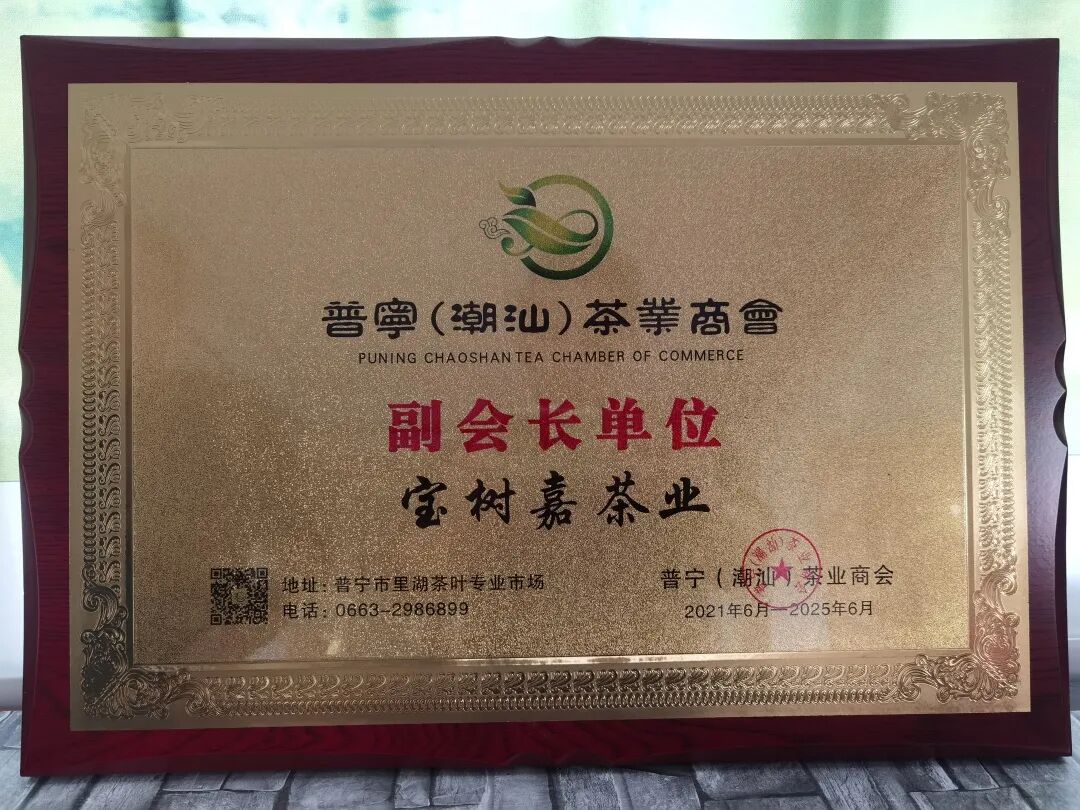 普寧(潮汕)茶業商會
PUNING CHAOSHAN TEA CHAMBER OF COMMERCE
副会长单位
宝树嘉茶业
地址:普宁市里湖茶叶专业市场
电话:0663-2986899
普宁(潮汕)茶业商会
2021年6月—2025年6月